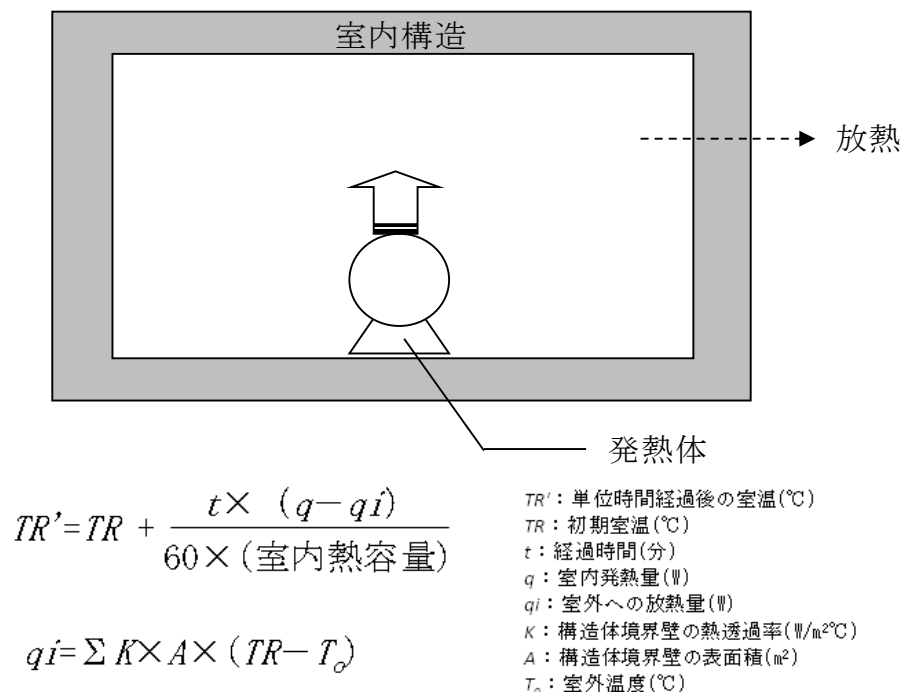 室内構造
放熱
発熱体
TR'=TR + t×(q-qi) / 60×(室内熱容量)
qi=Σ K×A×(TR-To)
TR':単位時間経過後の室温(℃)
TR:初期室温(℃)
t:経過時間(分)
q:室内発熱量(W)
qi:室外への放熱量(W)
K:構造体境界壁の熱透過率(W/m²℃)
A:構造体境界壁の表面積(m²)
To:室外温度(℃)